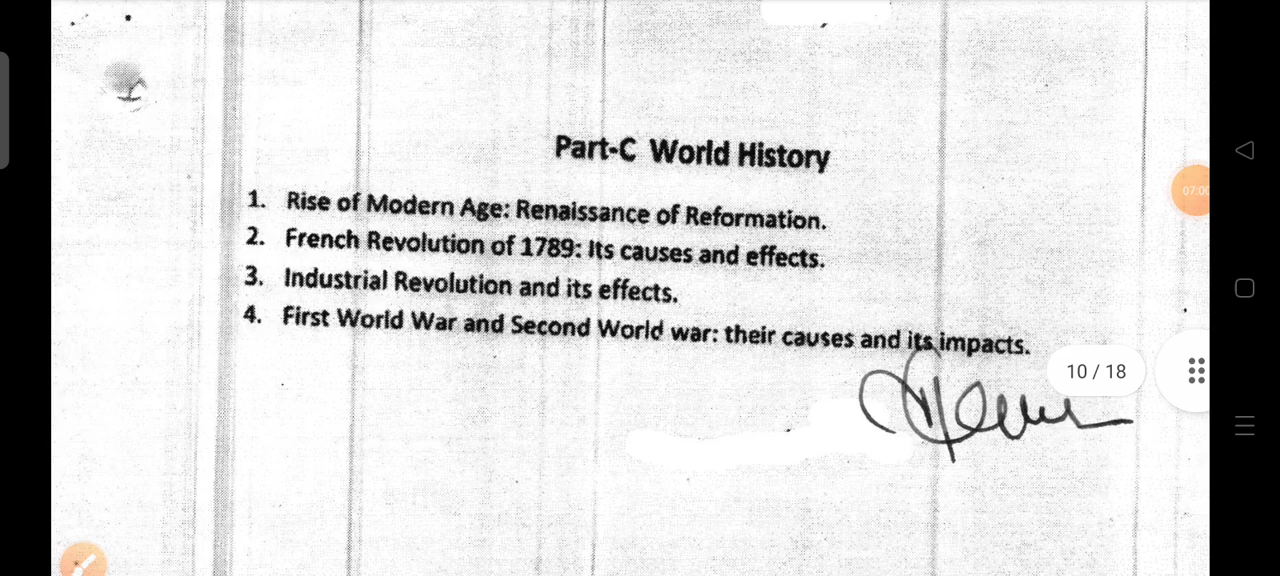 Part-C World History
1. Rise of Modern Age: Renaissance of Reformation.
2. French Revolution of 1789: Its causes and effects.
3. Industrial Revolution and its effects.
4. First World War and Second World war: their causes and its impacts.
07:00
10 / 18